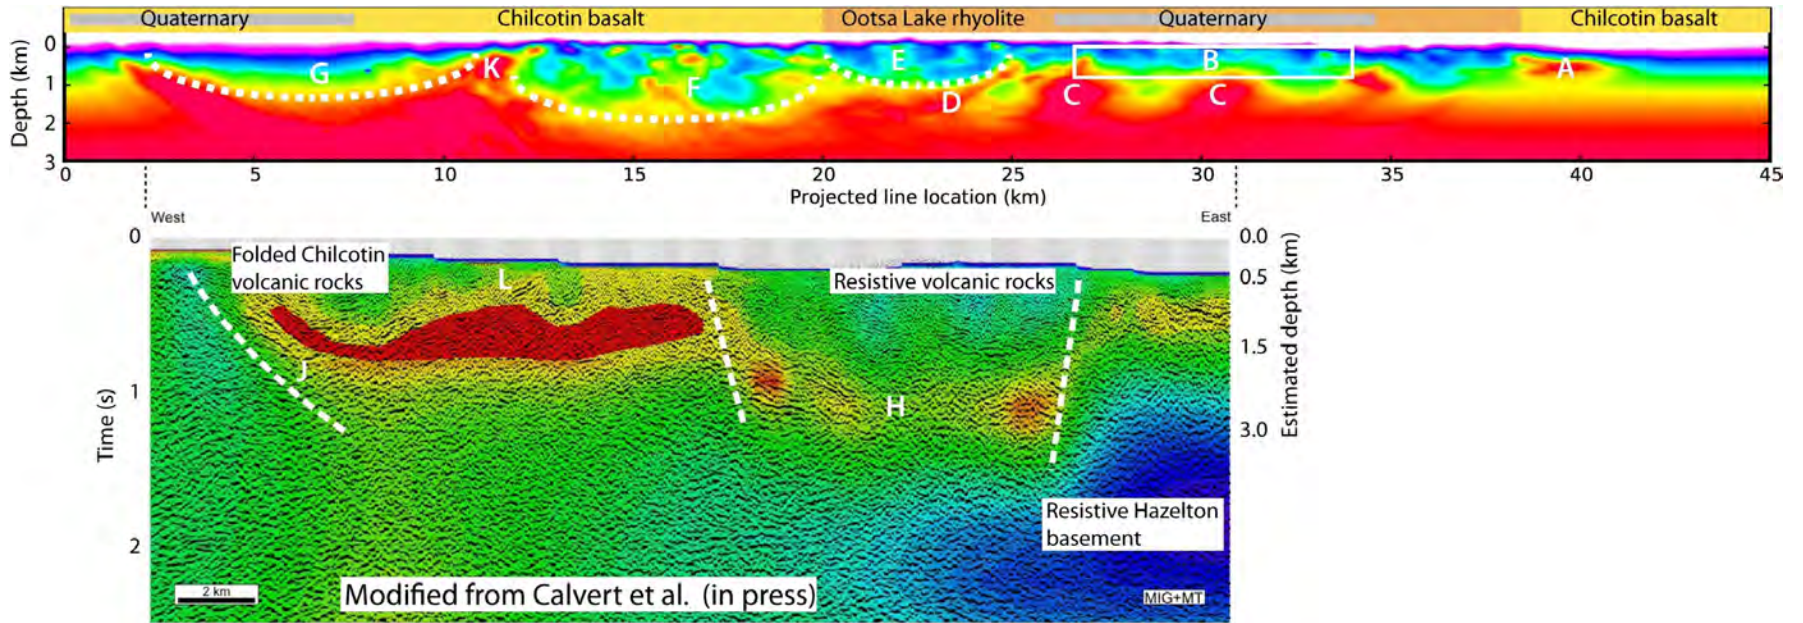 Quaternary Chilcotin basalt Ootsa Lake rhyolite Quaternary Chilcotin basalt
Depth (km)
0
1
2
3
G K F E D C B C A
0 5 10 15 20 25 30 35 40 45
Projected line location (km)
West East
Time (s)
0
1
2
Folded Chilcotin
volcanic rocks
L
Resistive volcanic rocks
J
H
Resistive Hazelton
basement
2 km
Modified from Calvert et al. (in press)
MIG+MT
0.0
0.5
1.5
3.0
Estimated depth (km)